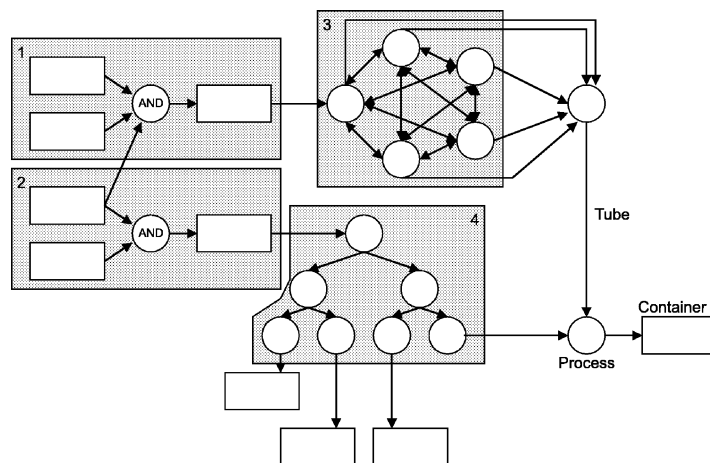 1
3
AND
2
AND
4
Tube
Container
Process